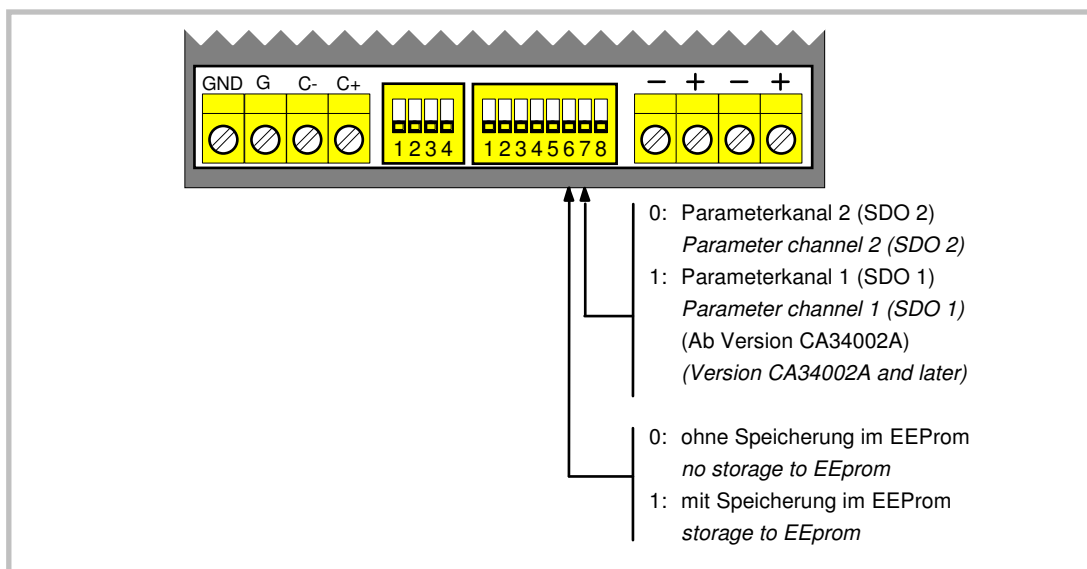 GND G C- C+ − + − +
1 2 3 4 1 2 3 4 5 6 7 8
0: Parameterkanal 2 (SDO 2)
Parameter channel 2 (SDO 2)
1: Parameterkanal 1 (SDO 1)
Parameter channel 1 (SDO 1)
(Ab Version CA34002A)
(Version CA34002A and later)
0: ohne Speicherung im EEProm
no storage to EEprom
1: mit Speicherung im EEProm
storage to EEprom